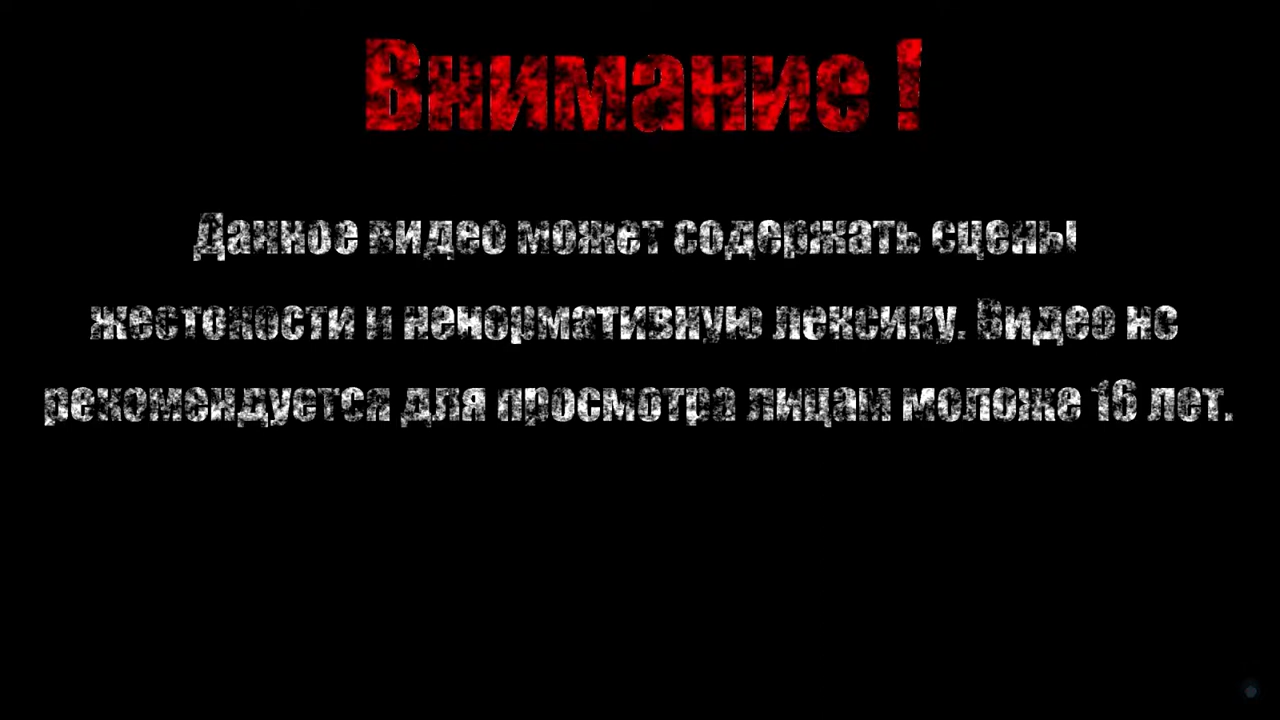 Внимание !
Данное видео может содержать сцены
жестокости и ненормативную лексику. Видео не
рекомендуется для просмотра лицам моложе 16 лет.